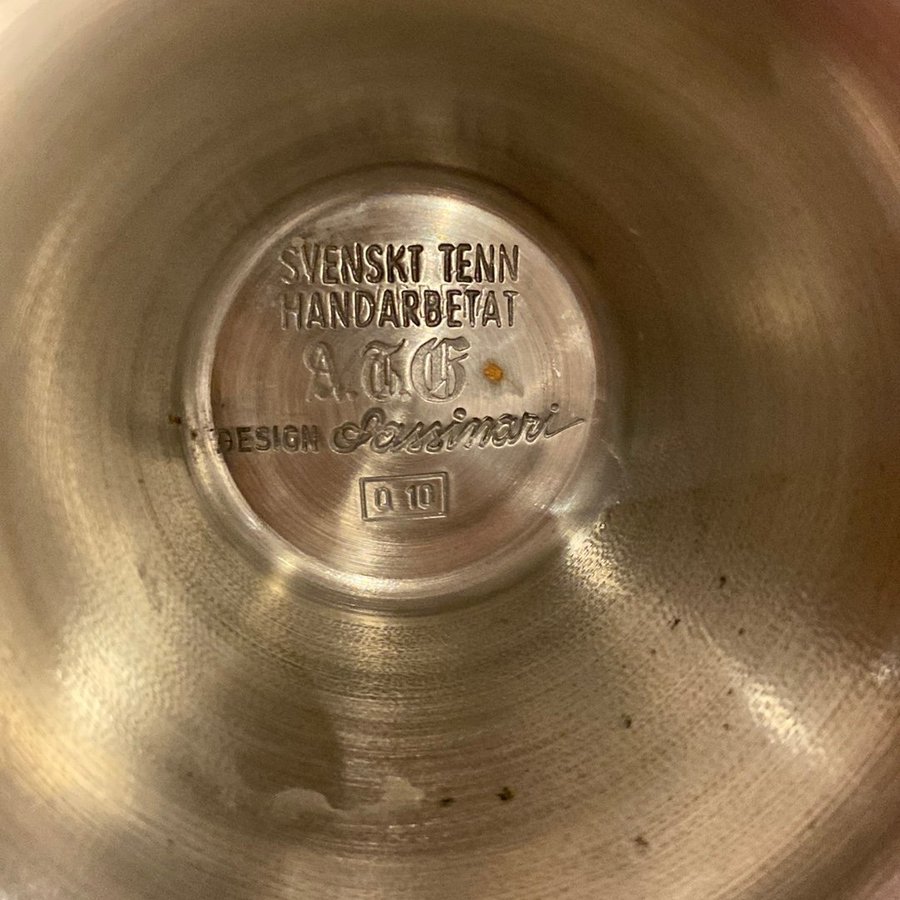 SVENSKT TENN
HANDARBETAT
A.T.G
DESIGN Sassinari
Q 10